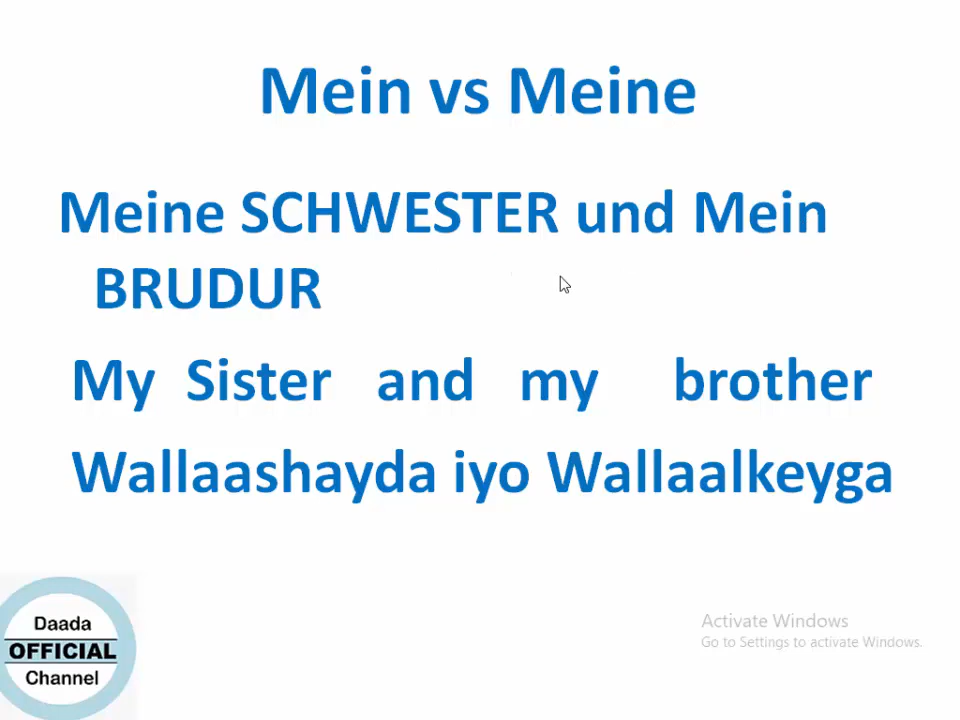 Mein vs Meine
Meine SCHWESTER und Mein
BRUDUR
My Sister and my brother
Wallaashayda iyo Wallaalkeyga
Daada
OFFICIAL
Channel
Activate Windows
Go to Settings to activate Windows.